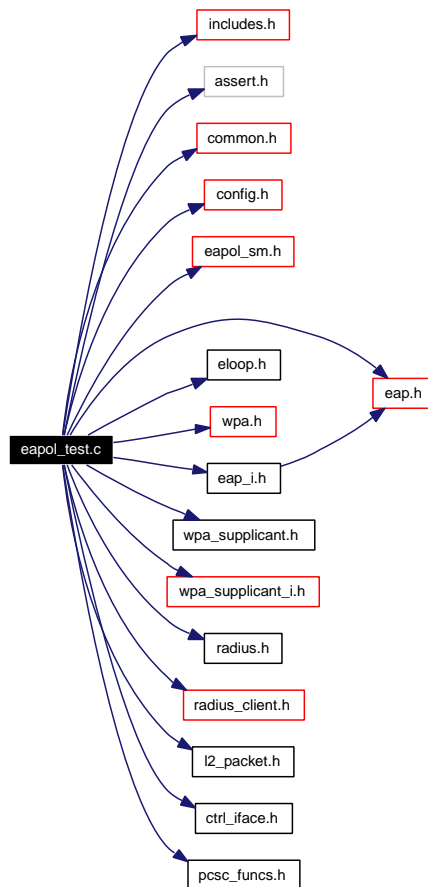 includes.h
assert.h
common.h
config.h
eapol_sm.h
eloop.h
eap.h
wpa.h
eapol_test.c
eap_i.h
wpa_supplicant.h
wpa_supplicant_i.h
radius.h
radius_client.h
l2_packet.h
ctrl_iface.h
pcsc_funcs.h